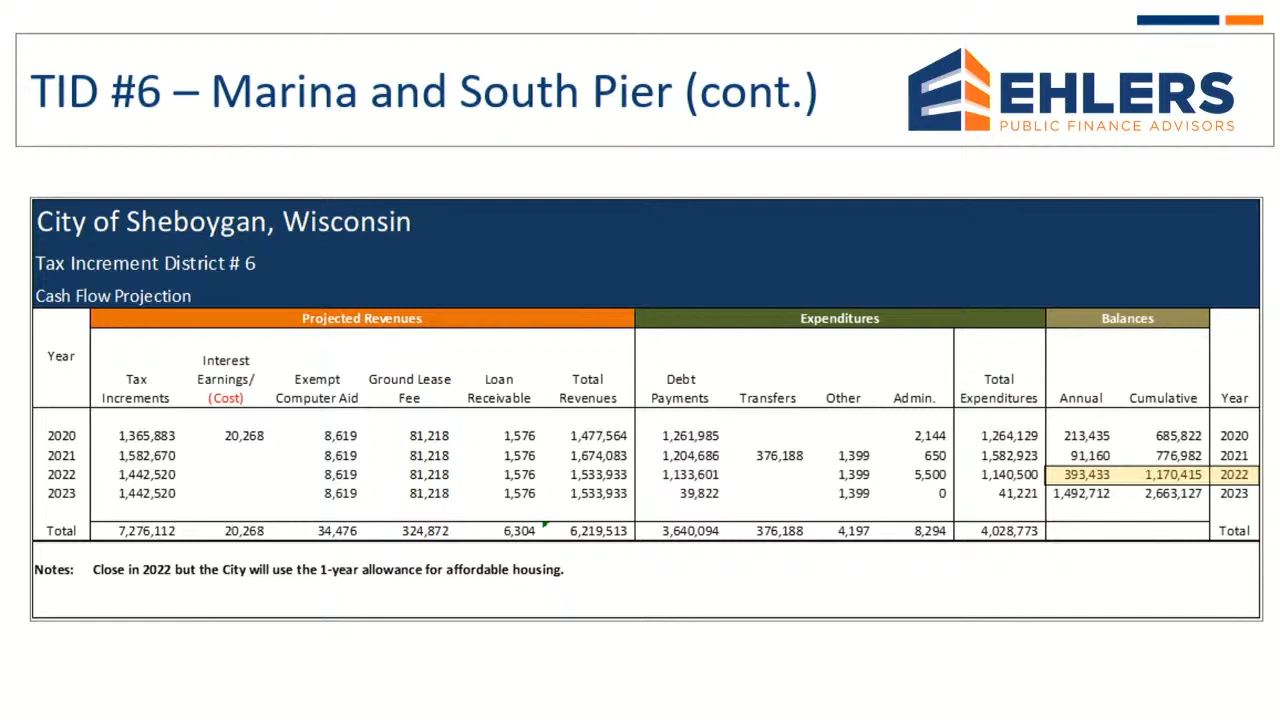 TID #6 – Marina and South Pier (cont.)
EHLERS
PUBLIC FINANCE ADVISORS
City of Sheboygan, Wisconsin
Tax Increment District # 6
Cash Flow Projection
Projected Revenues Expenditures Balances
Year Tax Increments Interest Earnings/ (Cost) Exempt Computer Aid Ground Lease Fee Loan Receivable Total Revenues Debt Payments Transfers Other Admin. Total Expenditures Annual Cumulative Year
2020 1,365,883 20,268 8,619 81,218 1,576 1,477,564 1,261,985 2,144 1,264,129 213,435 685,822 2020
2021 1,582,670 8,619 81,218 1,576 1,674,083 1,204,686 376,188 1,399 650 1,582,923 91,160 776,982 2021
2022 1,442,520 8,619 81,218 1,576 1,533,933 1,133,601 1,399 5,500 1,140,500 393,433 1,170,415 2022
2023 1,442,520 8,619 81,218 1,576 1,533,933 39,822 1,399 0 41,221 1,492,712 2,663,127 2023
Total 7,276,112 20,268 34,476 324,872 6,304 6,219,513 3,640,094 376,188 4,197 8,294 4,028,773 Total
Notes: Close in 2022 but the City will use the 1-year allowance for affordable housing.